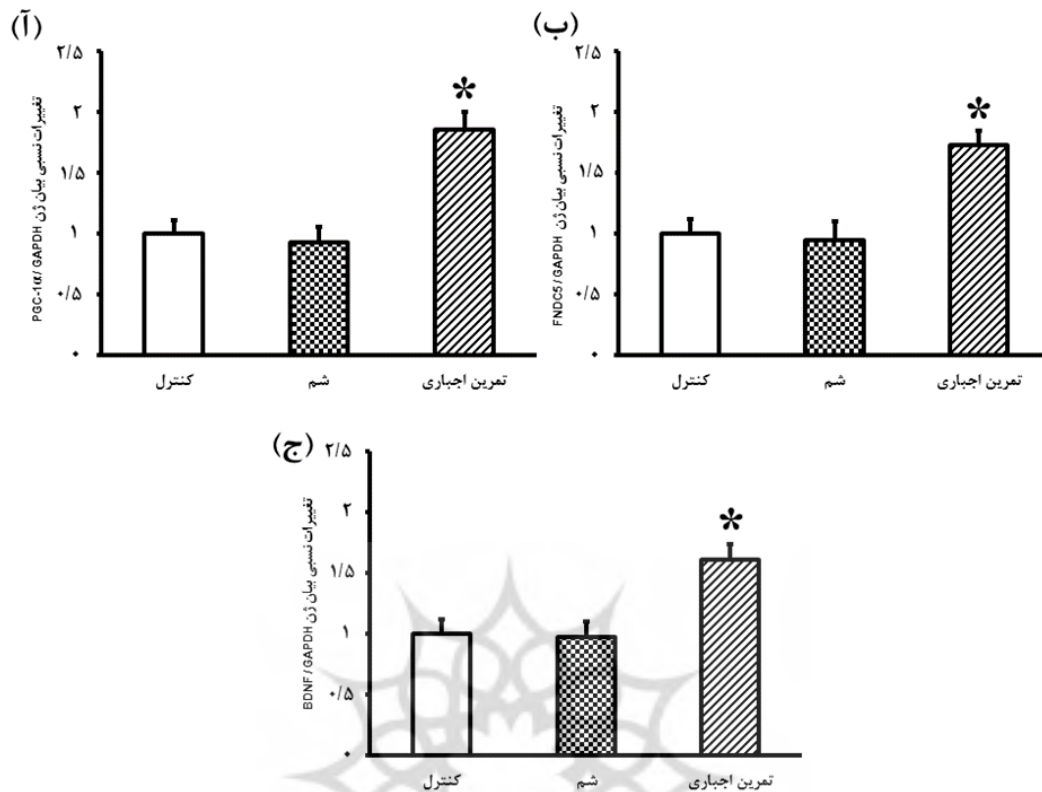 (آ)
۲/۵
۲
۱/۵
۱
۰/۵
۰
تغییرات نسبی بیان ژن PGC-1α / GAPDH
*
کنترل
شم
تمرین اجباری
(ب)
۲/۵
۲
۱/۵
۱
۰/۵
۰
تغییرات نسبی بیان ژن FNDC5 / GAPDH
*
کنترل
شم
تمرین اجباری
(ج)
۲/۵
۲
۱/۵
۱
۰/۵
۰
تغییرات نسبی بیان ژن BDNF / GAPDH
*
کنترل
شم
تمرین اجباری